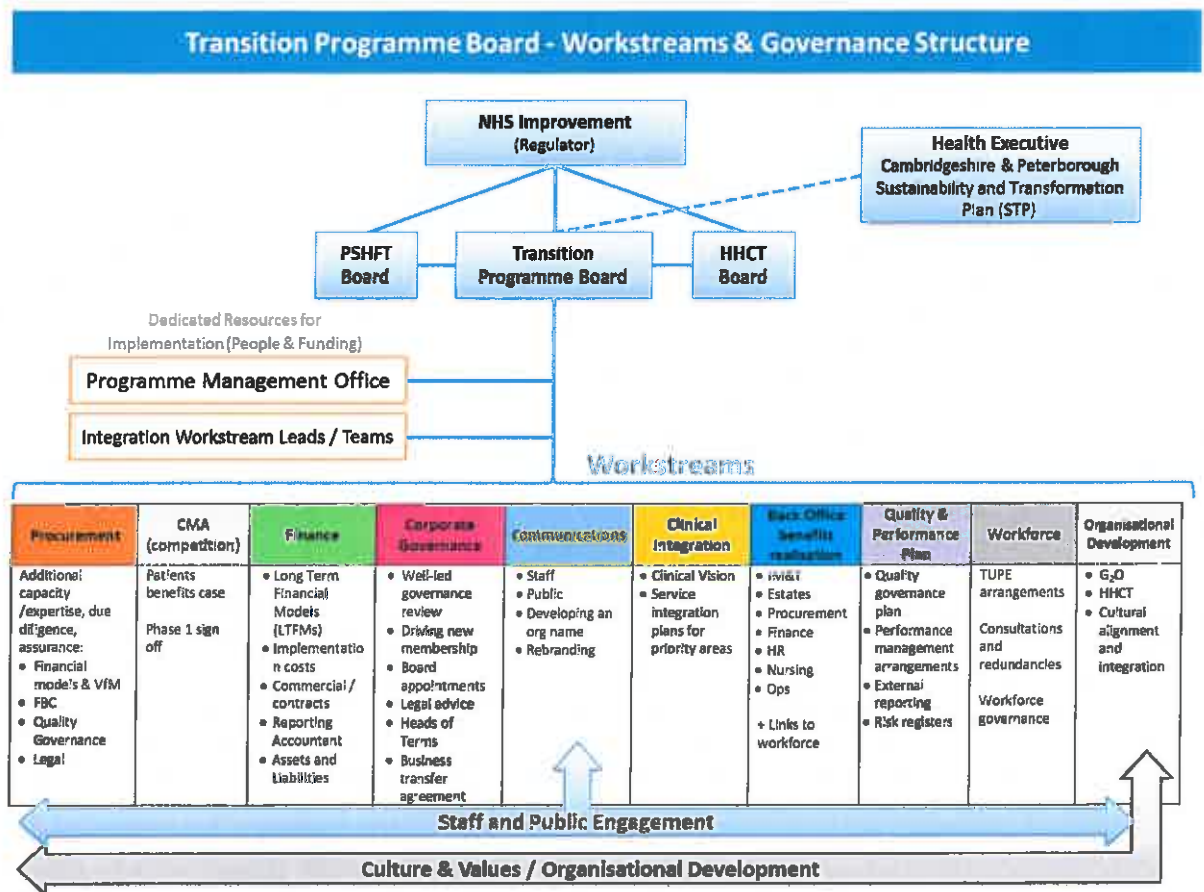 Transition Programme Board - Workstreams & Governance Structure
NHS Improvement
(Regulator)
Health Executive
Cambridgeshire & Peterborough
Sustainability and Transformation
Plan (STP)
PSHFT
Board
Transition
Programme Board
HHCT
Board
Dedicated Resources for
Implementation (People & Funding)
Programme Management Office
Integration Workstream Leads / Teams
Workstreams
Procurement
Additional
capacity
/expertise, due
diligence,
assurance:
• Financial
models & VfM
• FBC
• Quality
Governance
• Legal
CMA
(competition)
Patients
benefits case
Phase 1 sign
off
Finance
• Long Term
Financial
Models
(LTFMs)
• Implementatio
n costs
• Commercial /
contracts
• Reporting
Accountant
• Assets and
Liabilities
Corporate
Governance
• Well-led
governance
review
• Driving new
membership
• Board
appointments
• Legal advice
• Heads of
Terms
• Business
transfer
agreement
Communications
• Staff
• Public
• Developing an
org name
• Rebranding
Clinical
Integration
• Clinical Vision
• Service
integration
plans for
priority areas
Back Office
benefits
realisation
• IM&T
• Estates
• Procurement
• Finance
• HR
• Nursing
• Ops
+ Links to
workforce
Quality &
Performance
Plan
• Quality
governance
plan
• Performance
management
arrangements
• External
reporting
• Risk registers
Workforce
TUPE
arrangements
Consultations
and
redundancies
Workforce
governance
Organisational
Development
• G₂O
• HHCT
• Cultural
alignment
and
integration
Staff and Public Engagement
Culture & Values / Organisational Development